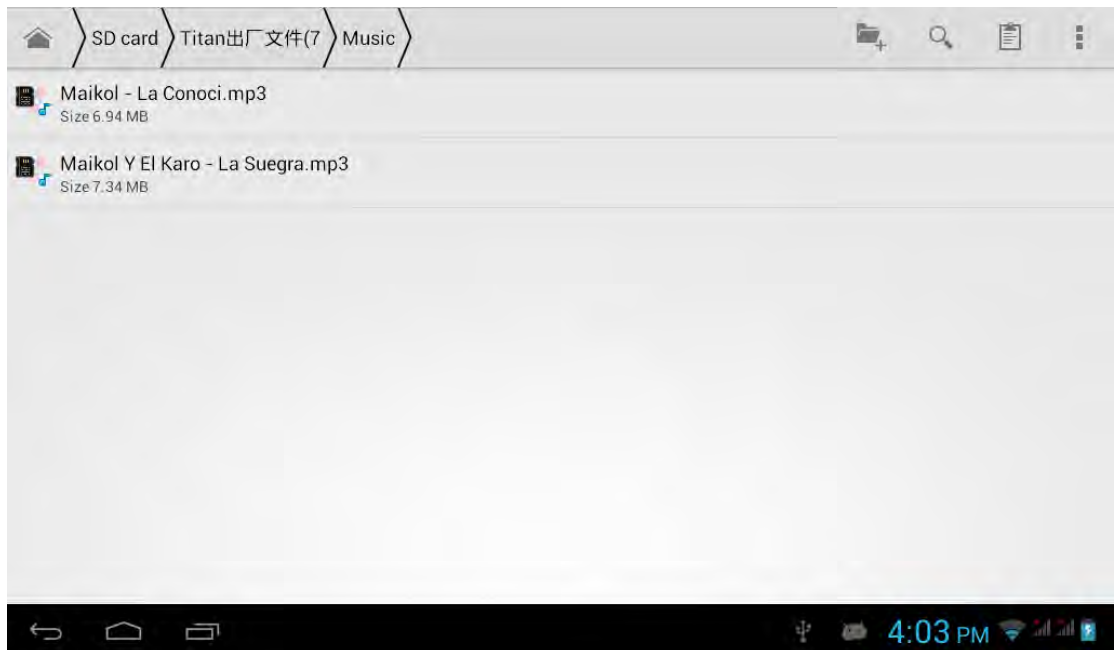 SD card Titan出厂文件(7 Music
Maikol - La Conoci.mp3
Size 6.94 MB
Maikol Y El Karo - La Suegra.mp3
Size 7.34 MB
4:03 PM